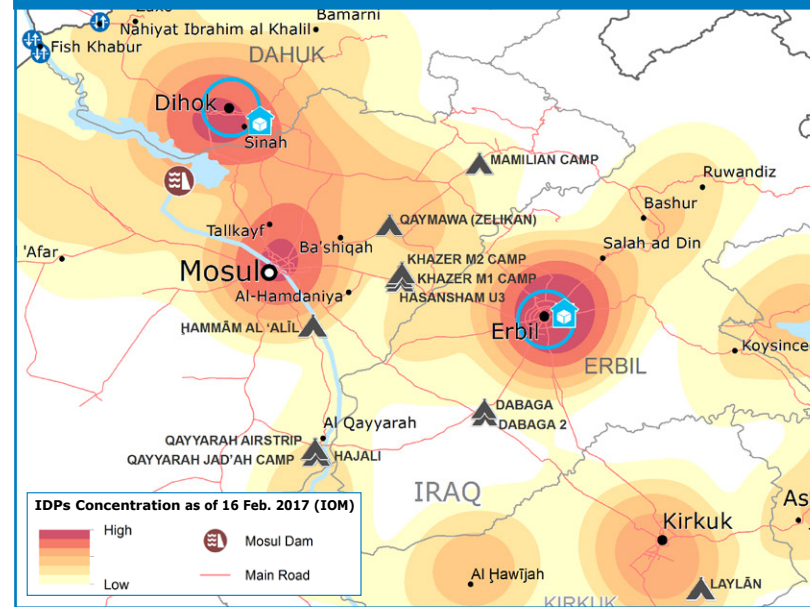 Zaxo
Bamarni
Nahiyat Ibrahim al Khalil
Fish Khabur
DAHUK
Dihok
Sinah
MAMILIAN CAMP
Ruwandiz
Bashur
Tallkayf
QAYMAWA (ZELIKAN)
'Afar
Ba'shiqah
Salah ad Din
KHAZER M2 CAMP
Mosul
KHAZER M1 CAMP
Al-Hamdaniya
HASANSHAM U3
ḨAMMĀM AL 'ALĪL
Erbil
Koysince
ERBIL
DABAGA
DABAGA 2
Al Qayyarah
QAYYARAH AIRSTRIP
HAJALI
QAYYARAH JAD'AH CAMP
IRAQ
IDPs Concentration as of 16 Feb. 2017 (IOM)
High
Low
Mosul Dam
Main Road
As
Kirkuk
Al Ḩawījah
LAYLĀN
KIRKUK